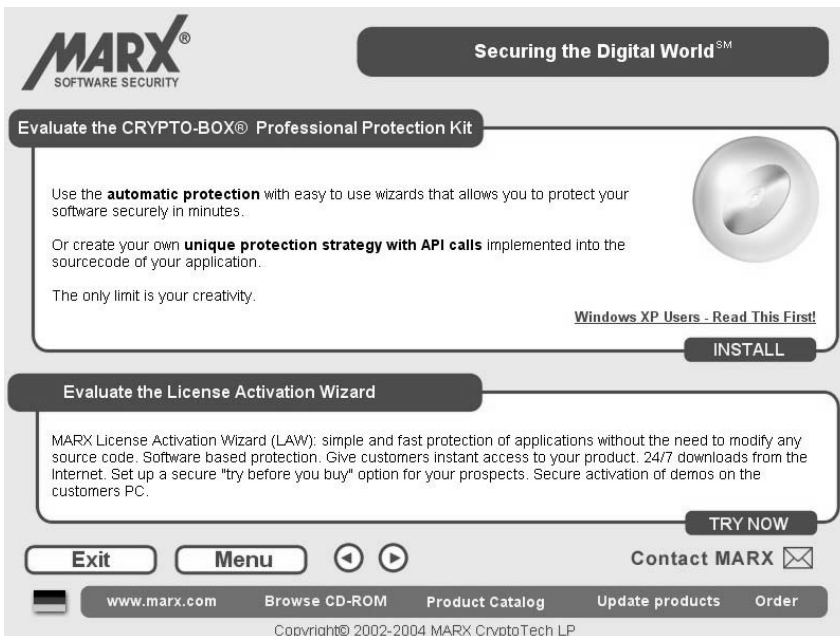 MARX®
SOFTWARE SECURITY
Securing the Digital World℠
Evaluate the CRYPTO-BOX® Professional Protection Kit
Use the automatic protection with easy to use wizards that allows you to protect your
software securely in minutes.
Or create your own unique protection strategy with API calls implemented into the
sourcecode of your application.
The only limit is your creativity.
Windows XP Users - Read This First!
INSTALL
Evaluate the License Activation Wizard
MARX License Activation Wizard (LAW): simple and fast protection of applications without the need to modify any
source code. Software based protection. Give customers instant access to your product. 24/7 downloads from the
Internet. Set up a secure "try before you buy" option for your prospects. Secure activation of demos on the
customers PC.
TRY NOW
Exit Menu Contact MARX
www.marx.com Browse CD-ROM Product Catalog Update products Order
Copyright© 2002-2004 MARX CryptoTech LP